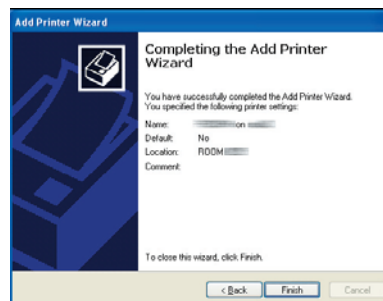 Add Printer Wizard
Completing the Add Printer
Wizard
You have successfully completed the Add Printer Wizard.
You specified the following printer settings:
Name: on
Default: No
Location: ROOM
Comment:
To close this wizard, click Finish.
< Back
Finish
Cancel